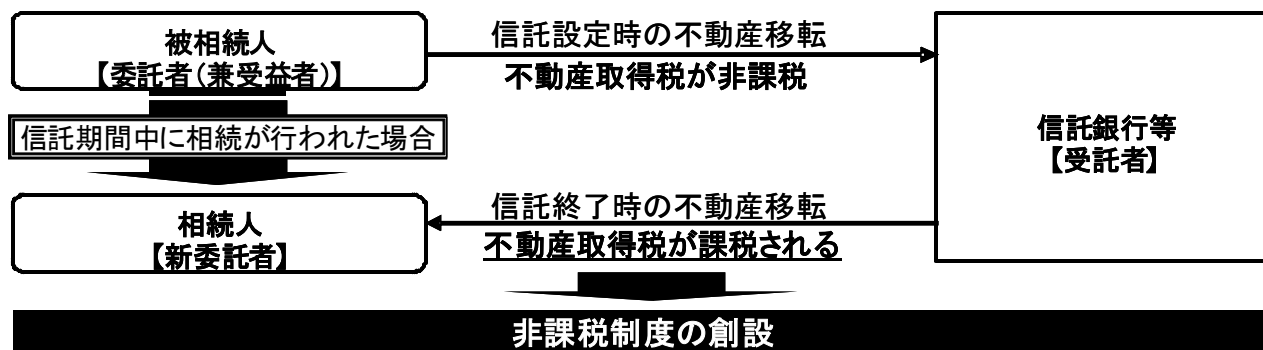 被相続人
【委託者（兼受益者）】
信託設定時の不動産移転
不動産取得税が非課税
信託期間中に相続が行われた場合
信託銀行等
【受託者】
相続人
【新委託者】
信託終了時の不動産移転
不動産取得税が課税される
非課税制度の創設